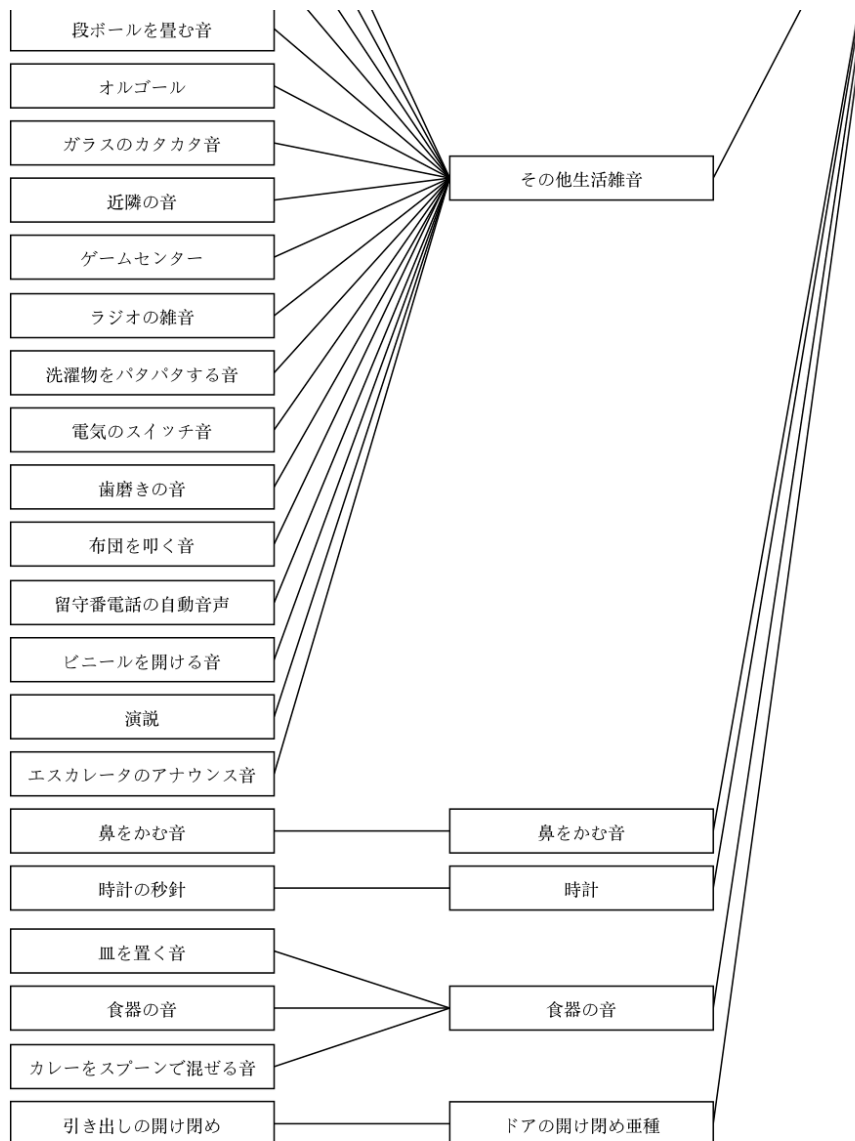 段ボールを畳む音
オルゴール
ガラスのカタカタ音
その他生活雑音
近隣の音
ゲームセンター
ラジオの雑音
洗濯物をパタパタする音
電気のスイッチ音
歯磨きの音
布団を叩く音
留守番電話の自動音声
ビニールを開ける音
演説
エスカレータのアナウンス音
鼻をかむ音
鼻をかむ音
時計の秒針
時計
皿を置く音
食器の音
食器の音
カレーをスプーンで混ぜる音
引き出しの開け閉め
ドアの開け閉め亜種